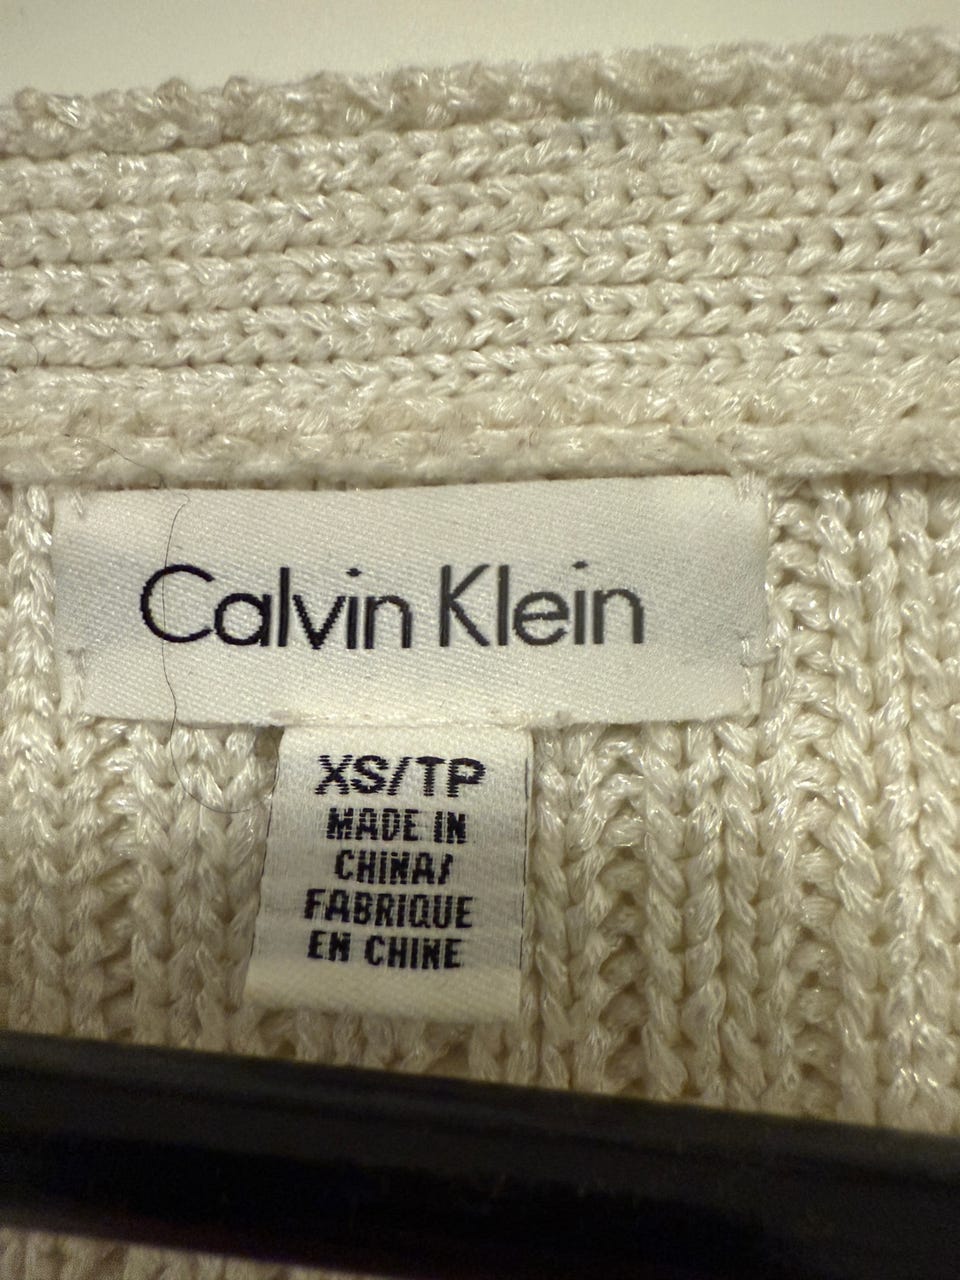 Calvin Klein
XS/TP
MADE IN
CHINA/
FABRIQUE
EN CHINE